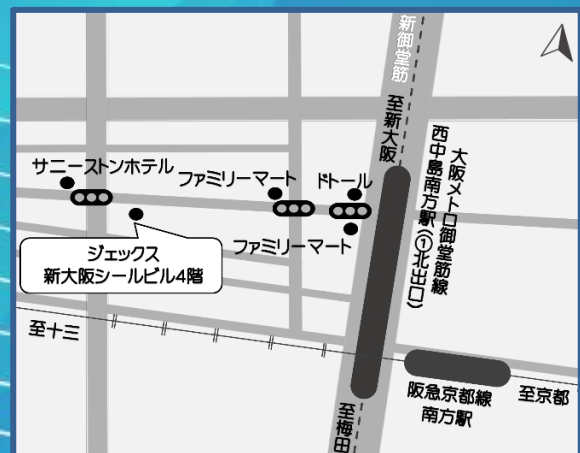 新御堂筋
至新大阪
大阪メトロ御堂筋線
西中島南方駅(①北出口)
サニーストンホテル
ファミリーマート
ドトール
ファミリーマート
ジェックス
新大阪シールビル4階
至十三
阪急京都線
南方駅
至京都
至梅田